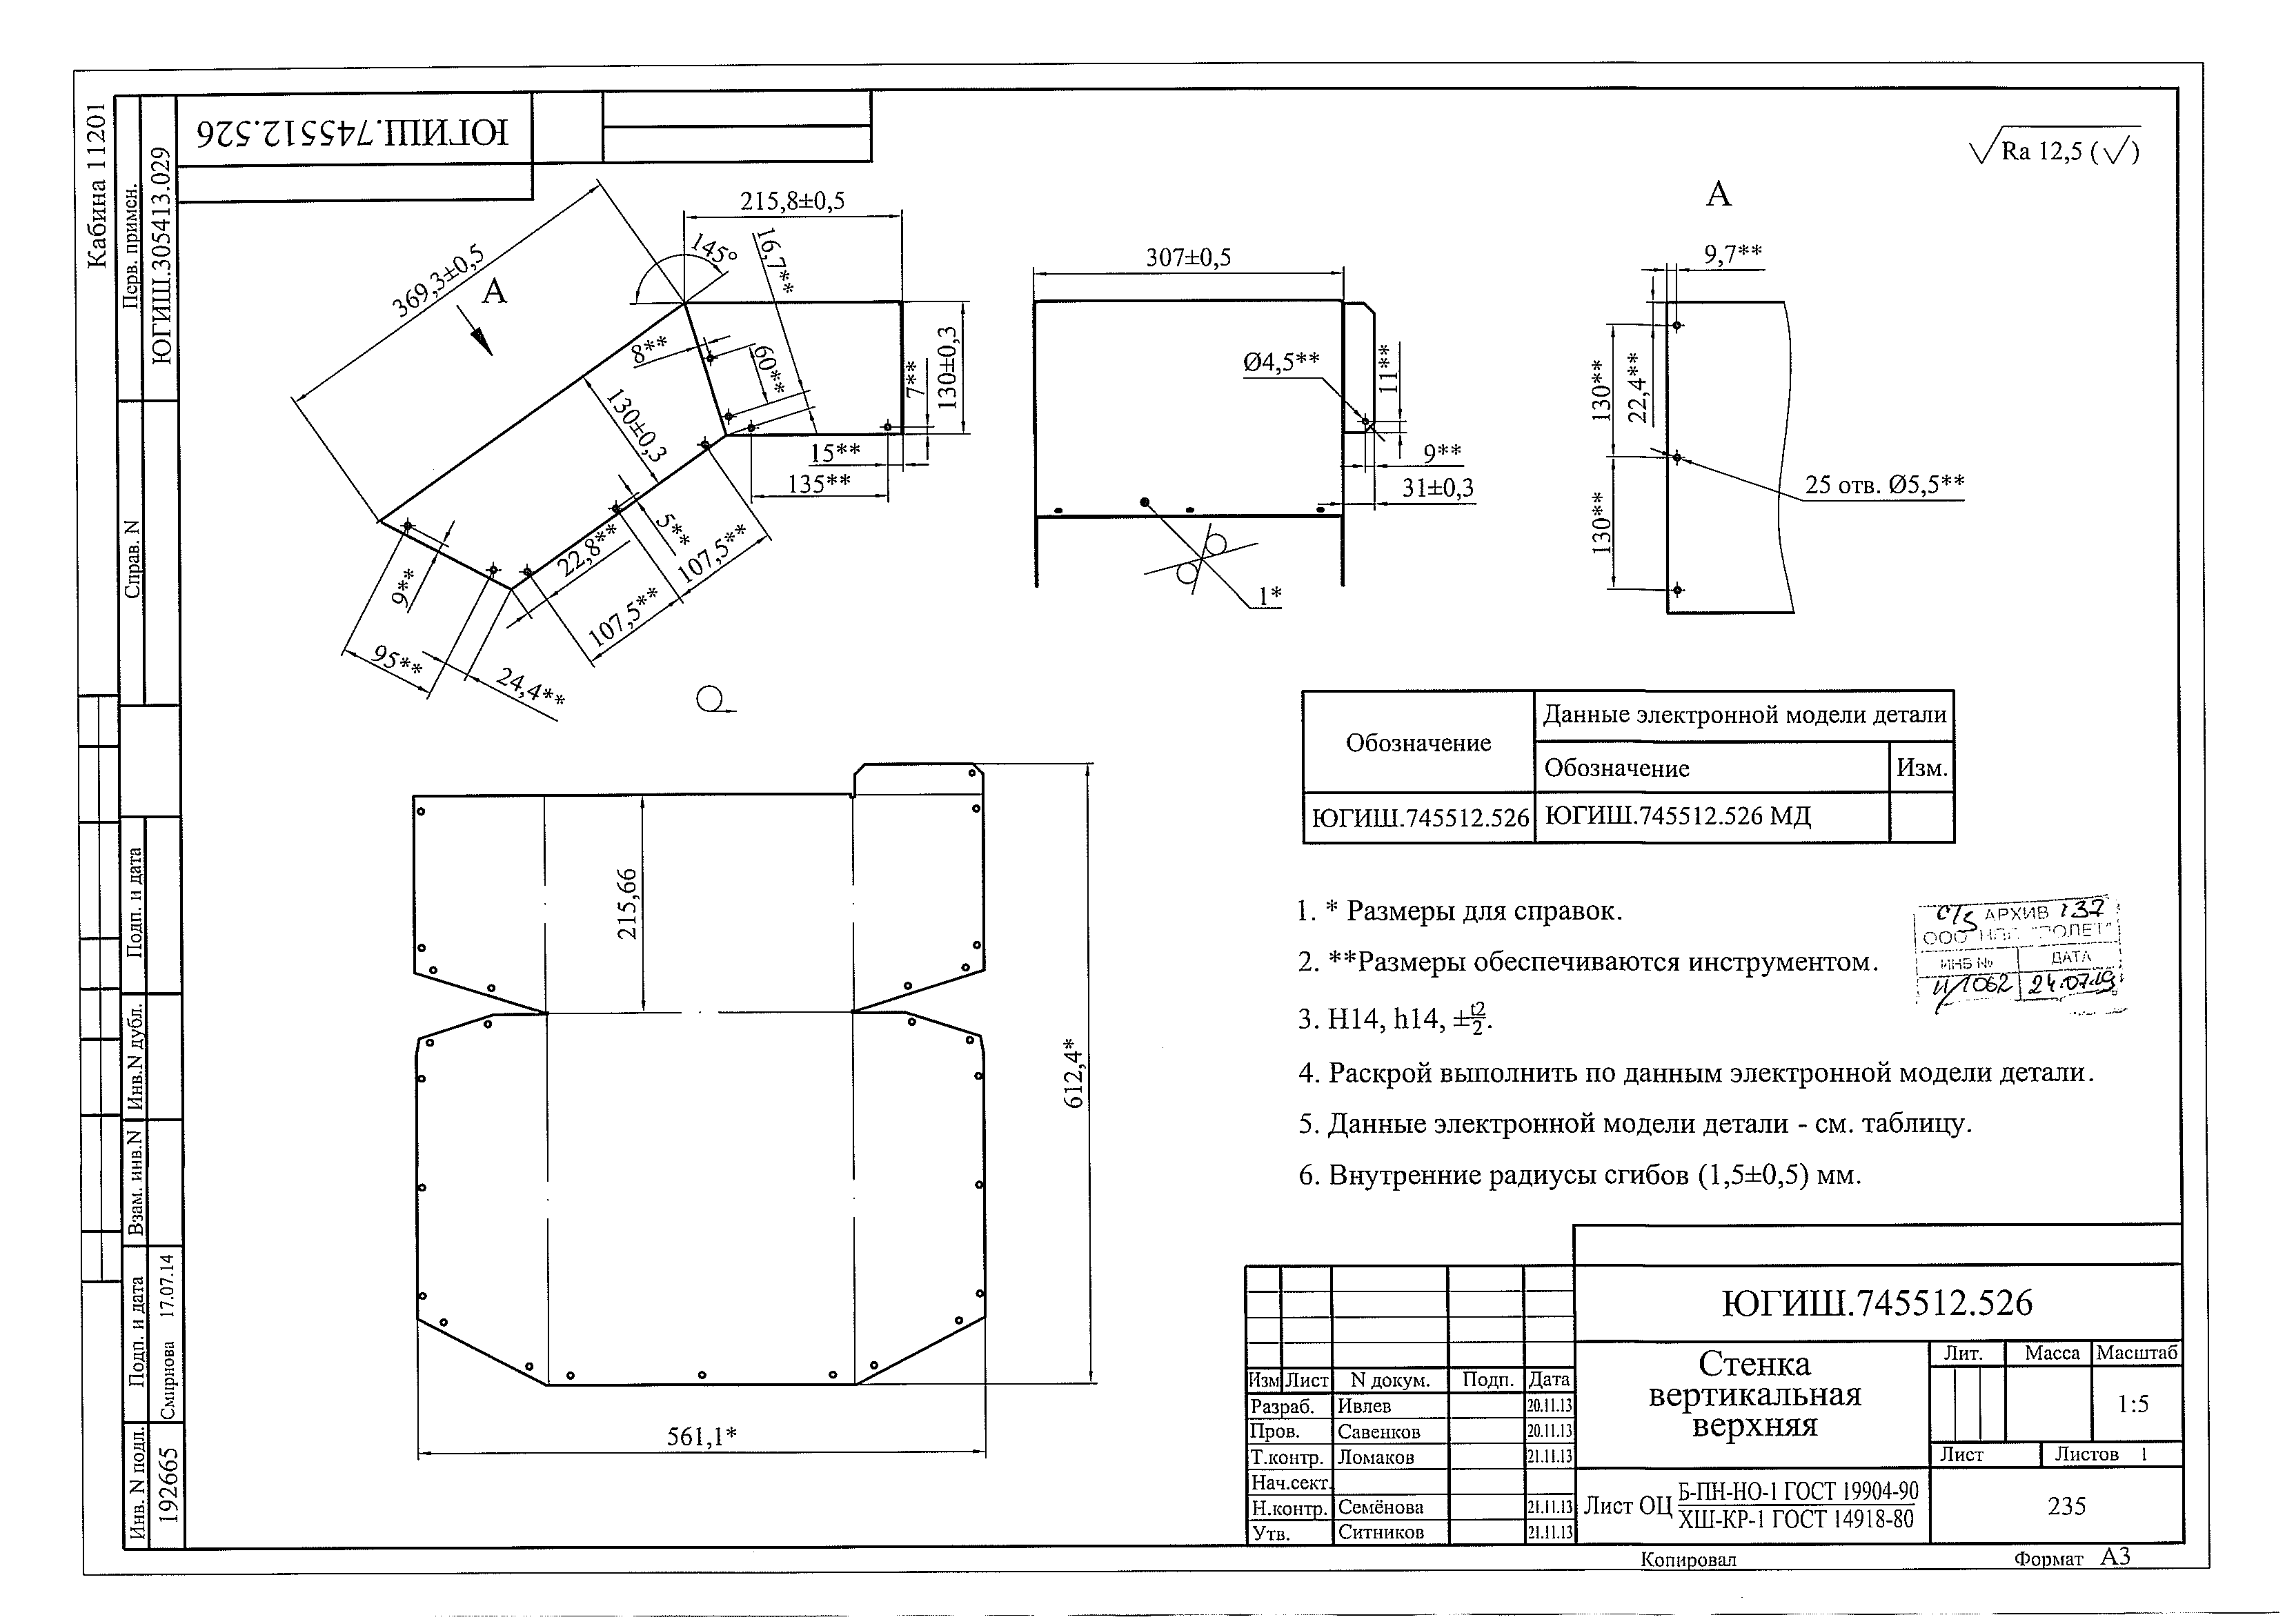 Кабина 11201
Перв. примен.
ЮГИШ.305413.029
Справ. N
Подп. и дата
Инв.N дубл.
Взам. инв.N
Подп. и дата
Смирнова 17.07.14
Инв. N подл.
192665
ЮГИШ.745512.526
√Ra 12,5 (√)
369,3±0,5
А
215,8±0,5
145°
16,7**
8**
60**
7**
130±0,3
130±0,3
15**
135**
5**
22,8**
107,5**
107,5**
9**
95**
24,4**
307±0,5
Ø4,5**
11**
9**
31±0,3
1*
А
9,7**
22,4**
130**
130**
25 отв. Ø5,5**
215,66
612,4*
561,1*
Обозначение
Данные электронной модели детали
Обозначение Изм.
ЮГИШ.745512.526 ЮГИШ.745512.526 МД
1. * Размеры для справок.
2. **Размеры обеспечиваются инструментом.
3. H14, h14, ±t2/2.
4. Раскрой выполнить по данным электронной модели детали.
5. Данные электронной модели детали - см. таблицу.
6. Внутренние радиусы сгибов (1,5±0,5) мм.
АРХИВ 137
ООО "ПОЛЕТ"
ИНВ № ДАТА
И/1062 24.07.19
ЮГИШ.745512.526
Стенка
вертикальная
верхняя
Лит. Масса Масштаб
1:5
Лист Листов 1
Изм Лист N докум. Подп. Дата
Разраб. Ивлев 20.11.13
Пров. Савенков 20.11.13
Т.контр. Ломаков 21.11.13
Нач.сект.
Н.контр. Семёнова 21.11.13
Утв. Ситников 21.11.13
Лист ОЦ Б-ПН-НО-1 ГОСТ 19904-90
ХШ-КР-1 ГОСТ 14918-80
235
Копировал Формат А3